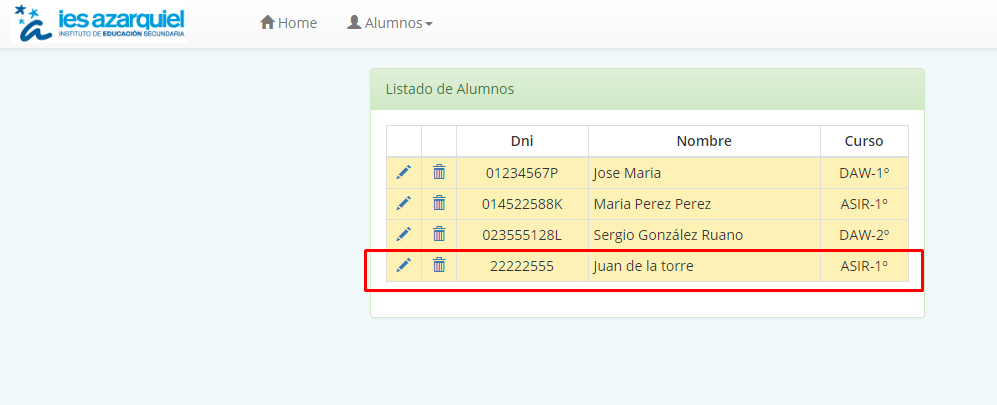 ies azarquiel
INSTITUTO DE EDUCACIÓN SECUNDARIA
Home Alumnos
Listado de Alumnos
Dni Nombre Curso
01234567P Jose Maria DAW-1º
014522588K Maria Perez Perez ASIR-1º
023555128L Sergio González Ruano DAW-2º
22222555 Juan de la torre ASIR-1º